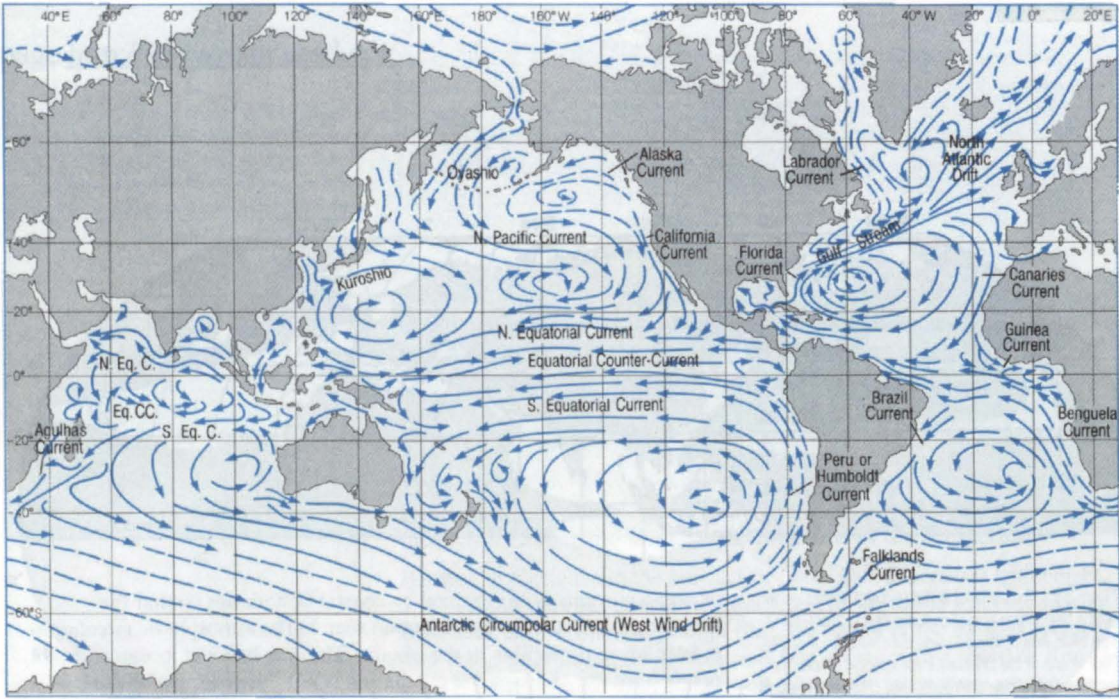 40°E 60° 80° 100° 120° 140°E 160° 180° 160°W 140° 120° 100° 80° 60° 40°W 20° 0° 20°E
60°
40°
20°
0°
20°
40°
60°S
Oyashio
Alaska
Current
Labrador
Current
North
Atlantic
Drift
N. Pacific Current
California
Current
Florida
Current
Gulf Stream
Canaries
Current
Kuroshio
N. Equatorial Current
Guinea
Current
Equatorial Counter-Current
N. Eq. C.
Eq.CC.
S. Equatorial Current
Brazil
Current
Benguela
Current
Agulhas
Current
S. Eq. C.
Peru or
Humboldt
Current
Falklands
Current
Antarctic Circumpolar Current (West Wind Drift)